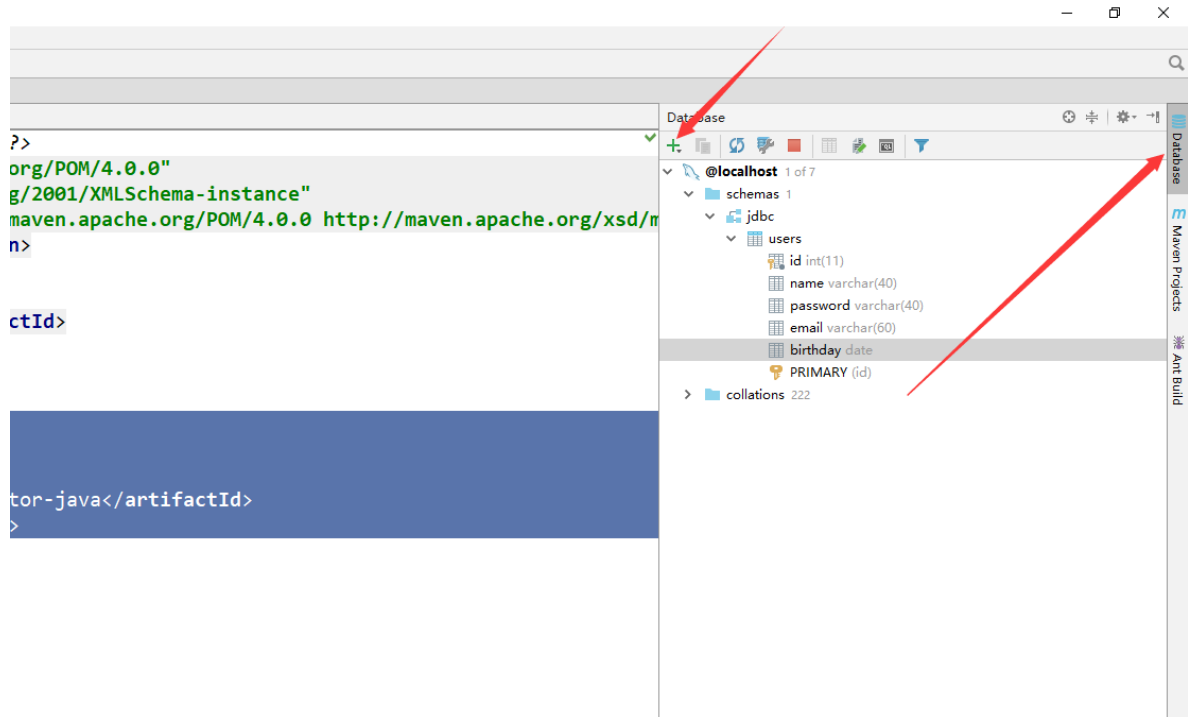 Database
?>
org/POM/4.0.0"
g/2001/XMLSchema-instance"
maven.apache.org/POM/4.0.0 http://maven.apache.org/xsd/m
n>
ctId>
tor-java</artifactId>
>
@localhost 1 of 7
schemas 1
jdbc
users
id int(11)
name varchar(40)
password varchar(40)
email varchar(60)
birthday date
PRIMARY (id)
collations 222
Database
m Maven Projects
Ant Build